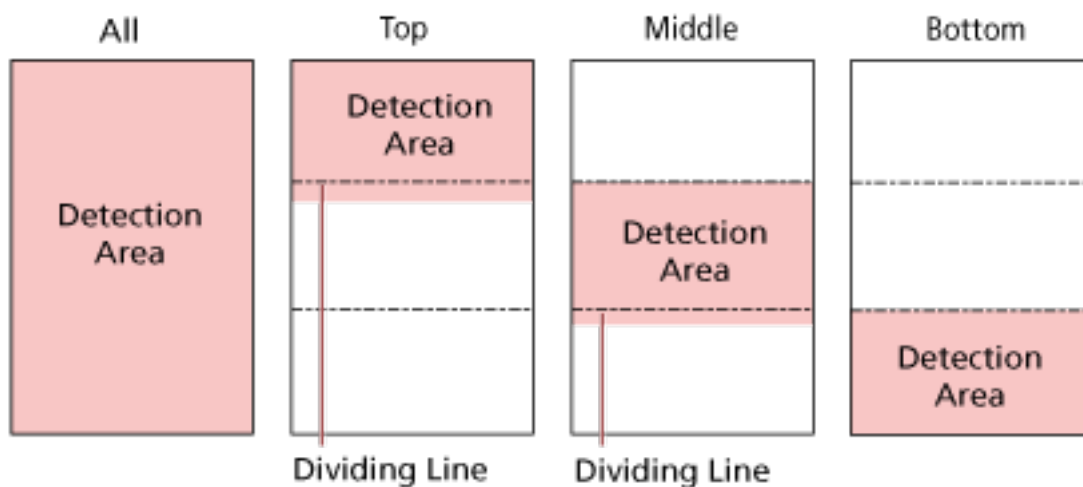 All
Top
Middle
Bottom
Detection
Area
Detection
Area
Detection
Area
Detection
Area
Dividing Line
Dividing Line